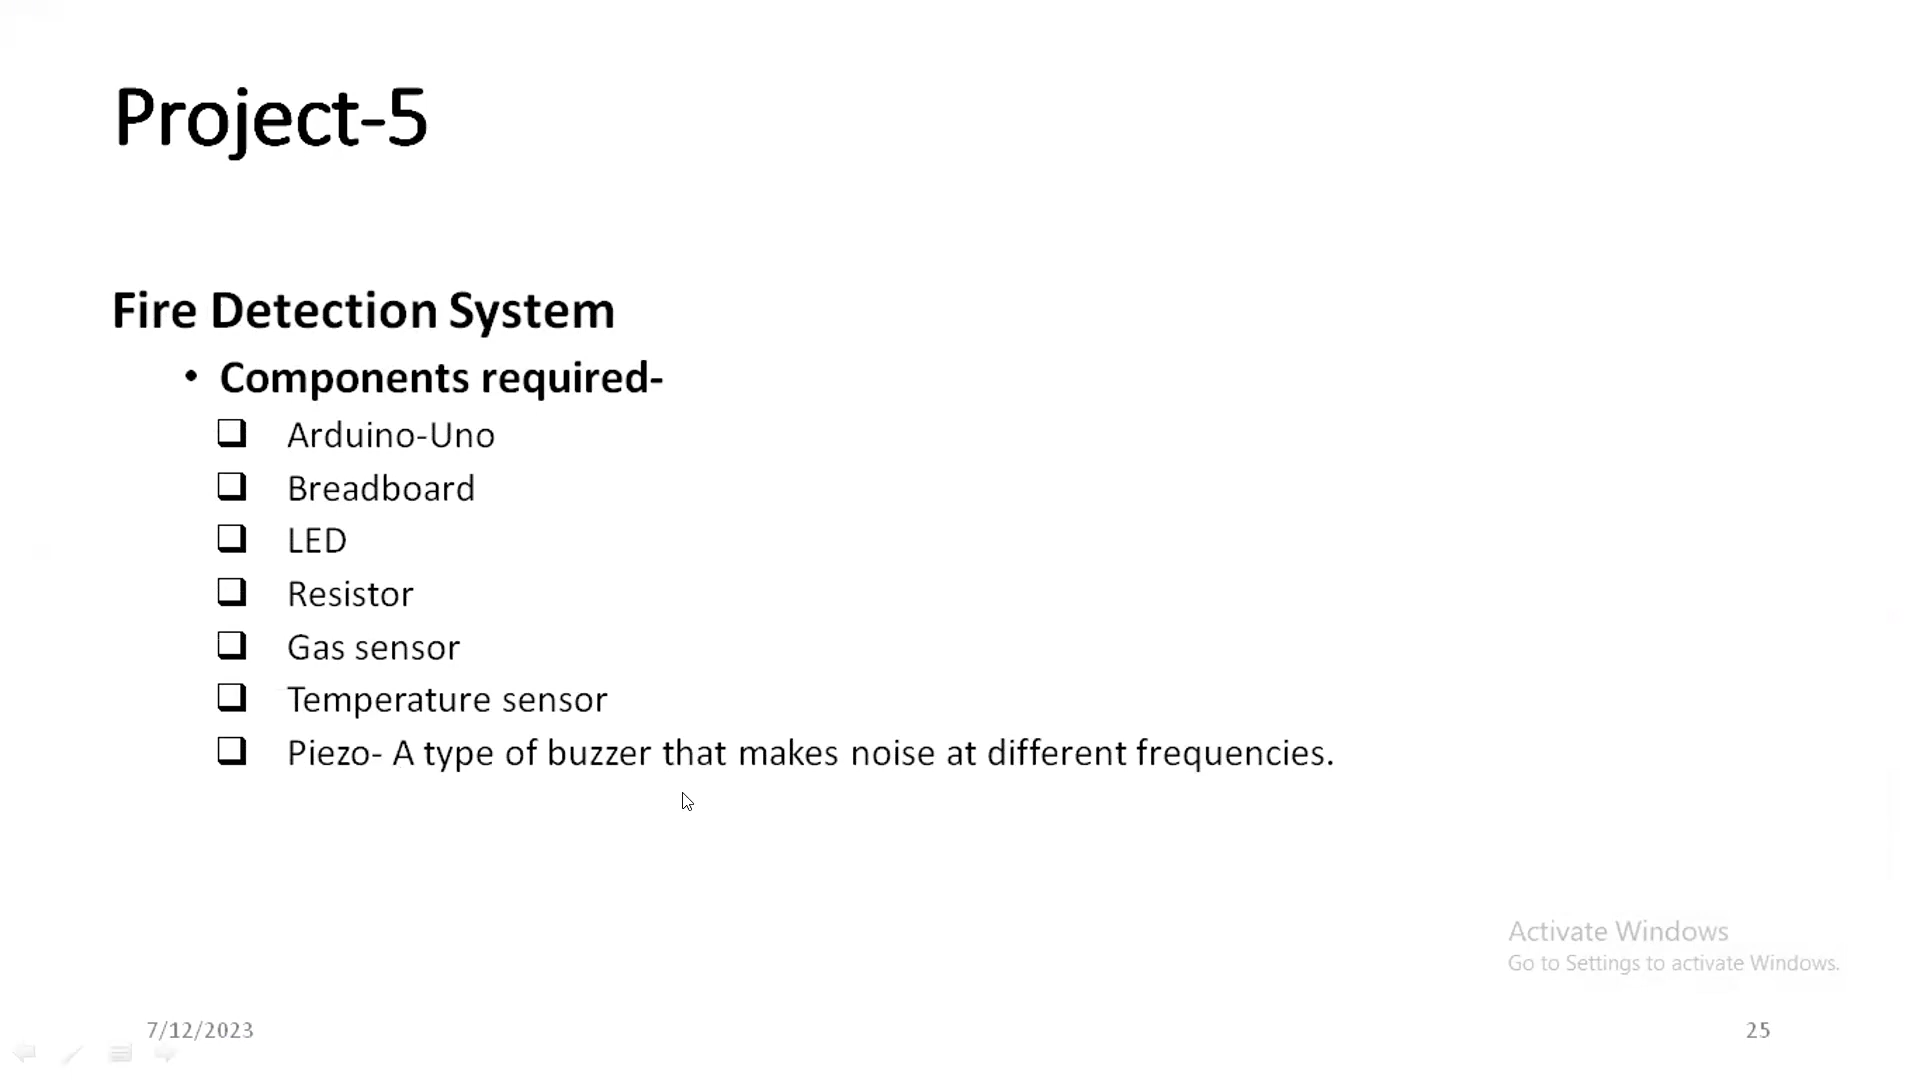 Project-5
Fire Detection System
• Components required-
❑ Arduino-Uno
❑ Breadboard
❑ LED
❑ Resistor
❑ Gas sensor
❑ Temperature sensor
❑ Piezo- A type of buzzer that makes noise at different frequencies.
Activate Windows
Go to Settings to activate Windows.
7/12/2023
25